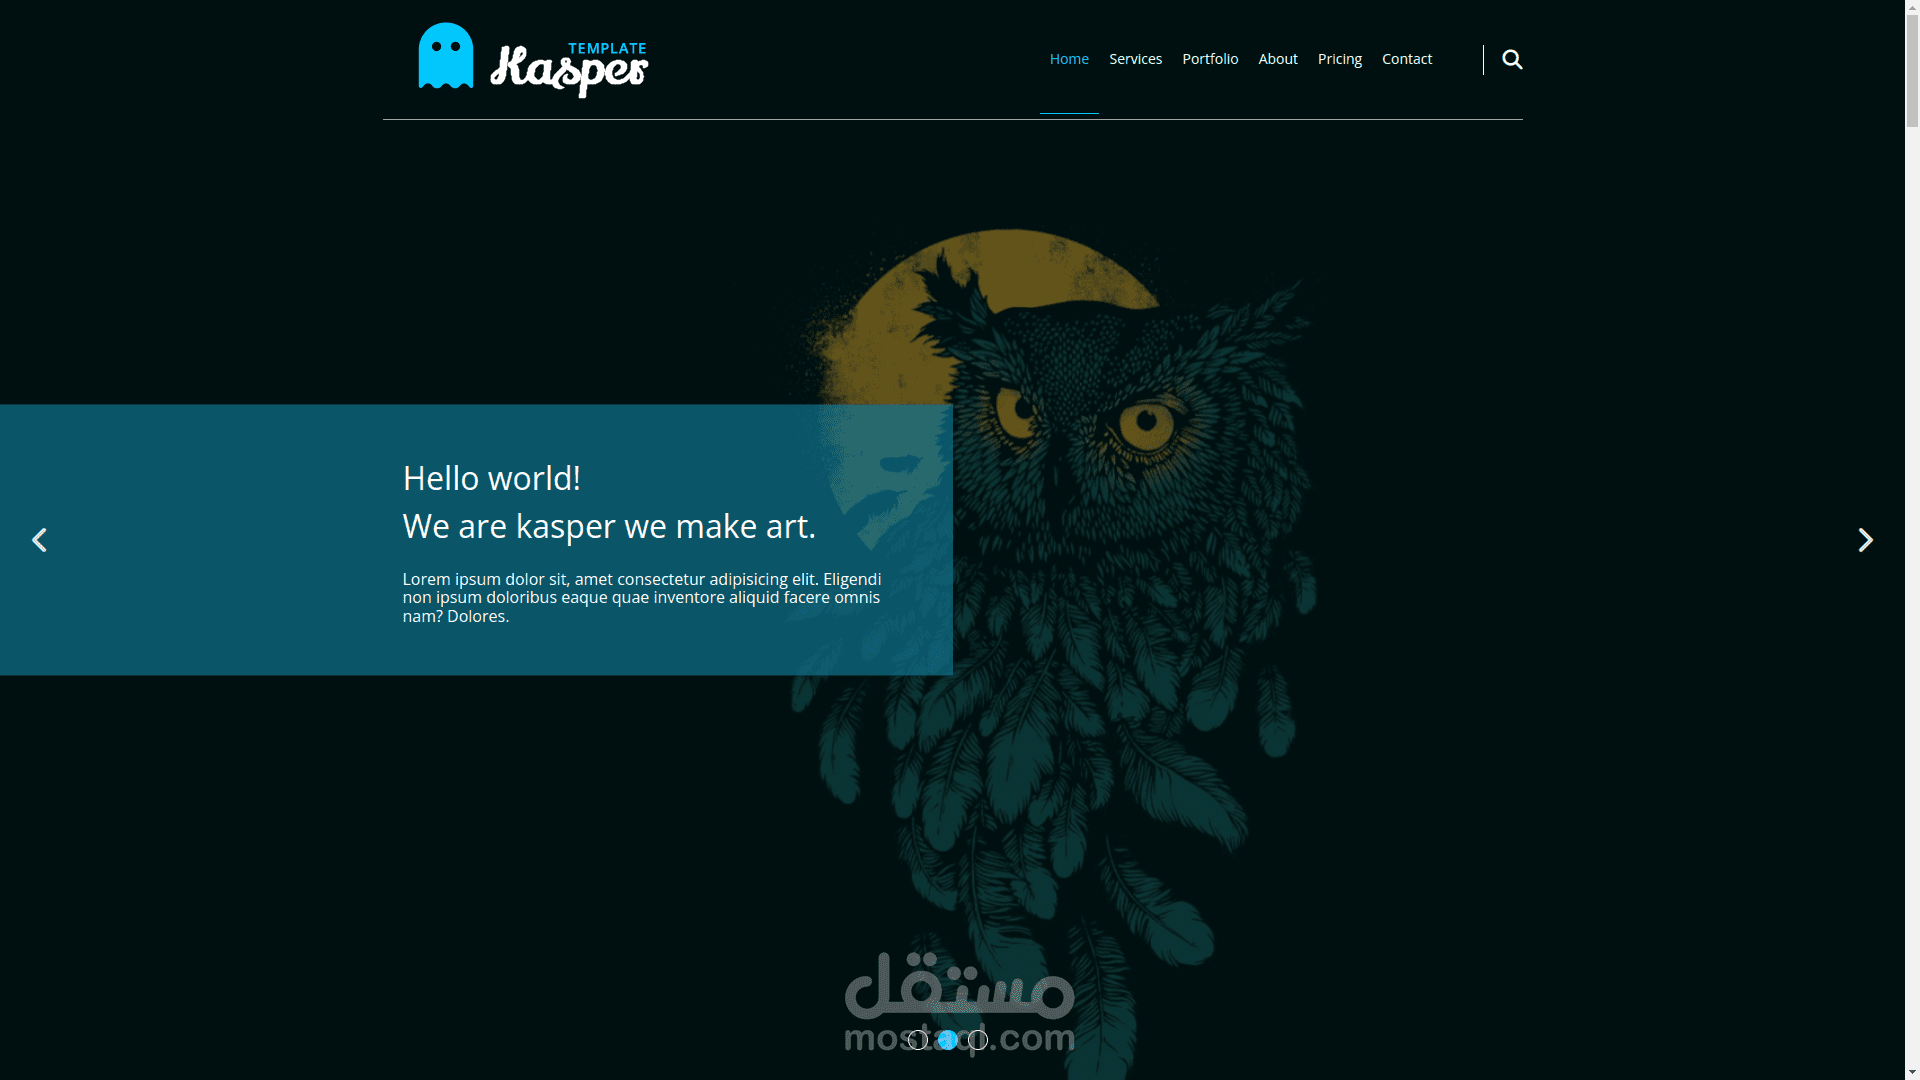 TEMPLATE
Kasper
Home Services Portfolio About Pricing Contact
Hello world!
We are kasper we make art.
Lorem ipsum dolor sit, amet consectetur adipisicing elit. Eligendi
non ipsum doloribus eaque quae inventore aliquid facere omnis
nam? Dolores.
مستقل
mostaql.com